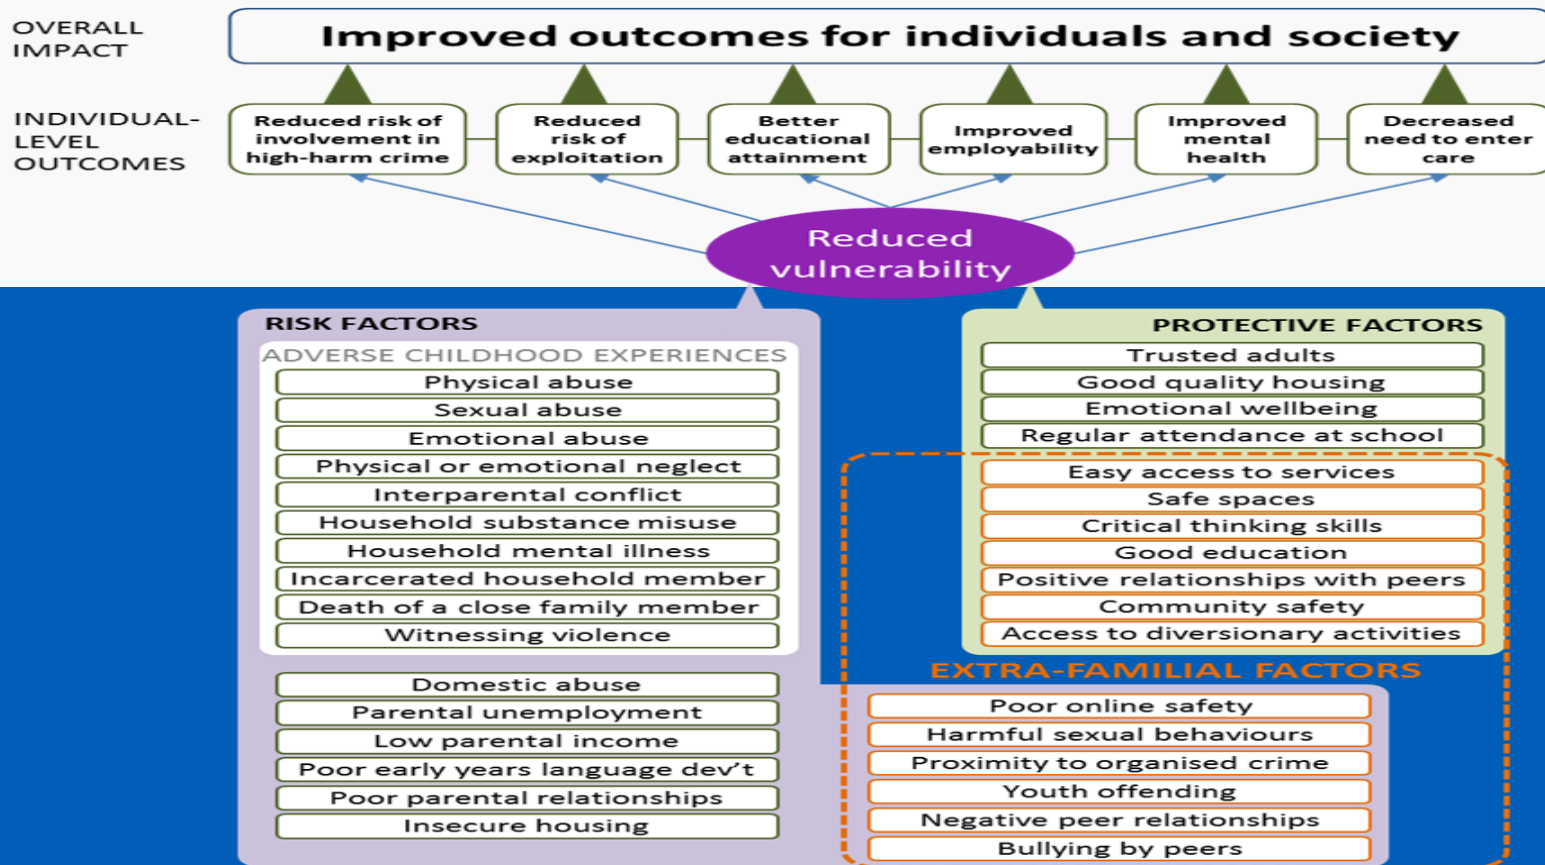 OVERALL
IMPACT
Improved outcomes for individuals and society
INDIVIDUAL-
LEVEL
OUTCOMES
Reduced risk of
involvement in
high-harm crime
Reduced
risk of
exploitation
Better
educational
attainment
Improved
employability
Improved
mental
health
Decreased
need to enter
care
Reduced
vulnerability
RISK FACTORS
ADVERSE CHILDHOOD EXPERIENCES
Physical abuse
Sexual abuse
Emotional abuse
Physical or emotional neglect
Interparental conflict
Household substance misuse
Household mental illness
Incarcerated household member
Death of a close family member
Witnessing violence
Domestic abuse
Parental unemployment
Low parental income
Poor early years language dev’t
Poor parental relationships
Insecure housing
PROTECTIVE FACTORS
Trusted adults
Good quality housing
Emotional wellbeing
Regular attendance at school
Easy access to services
Safe spaces
Critical thinking skills
Good education
Positive relationships with peers
Community safety
Access to diversionary activities
EXTRA-FAMILIAL FACTORS
Poor online safety
Harmful sexual behaviours
Proximity to organised crime
Youth offending
Negative peer relationships
Bullying by peers